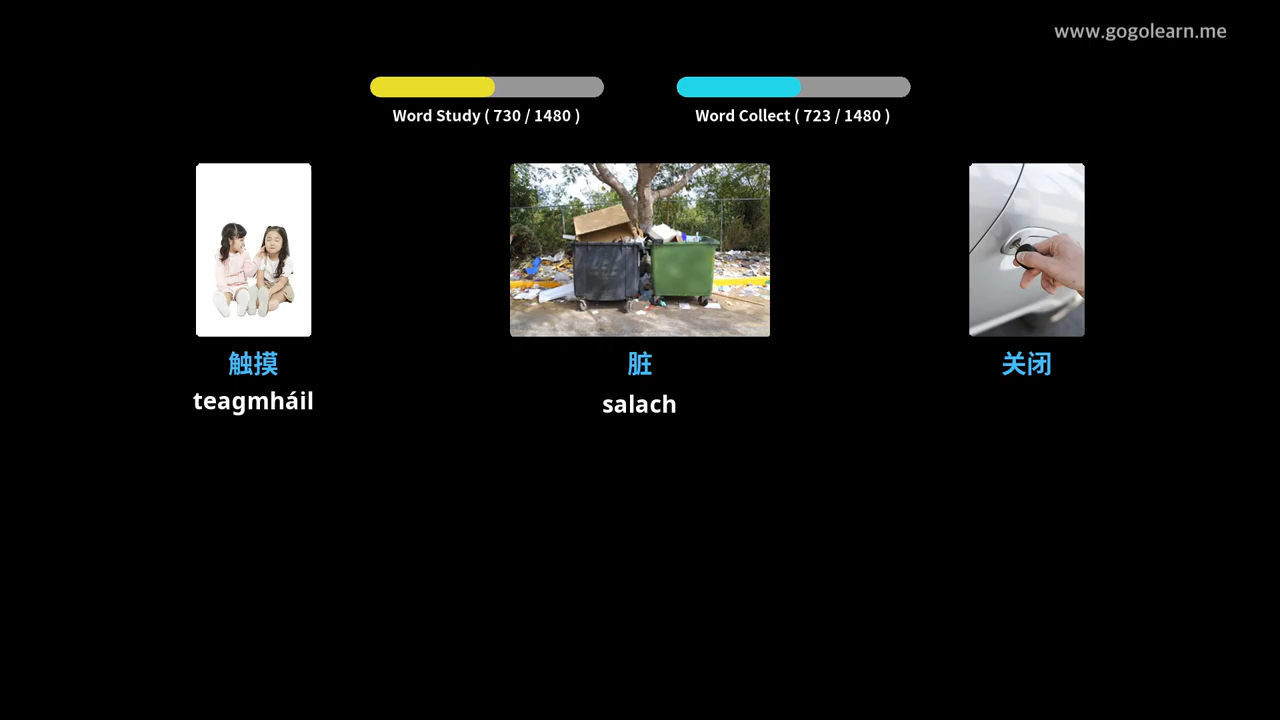 www.gogolearn.me
Word Study ( 730 / 1480 )
Word Collect ( 723 / 1480 )
触摸
脏
关闭
teagmháil
salach